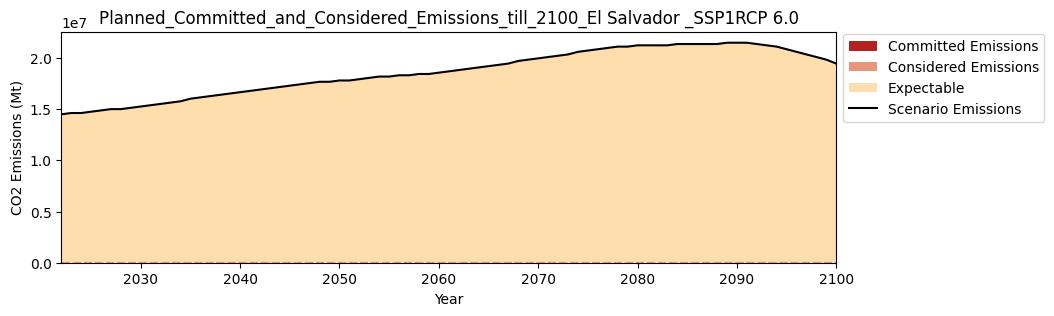 Planned_Committed_and_Considered_Emissions_till_2100_El Salvador _SSP1RCP 6.0
1e7
2.0
1.5
1.0
0.5
0.0
CO2 Emissions (Mt)
2030 2040 2050 2060 2070 2080 2090 2100
Year
Committed Emissions
Considered Emissions
Expectable
Scenario Emissions